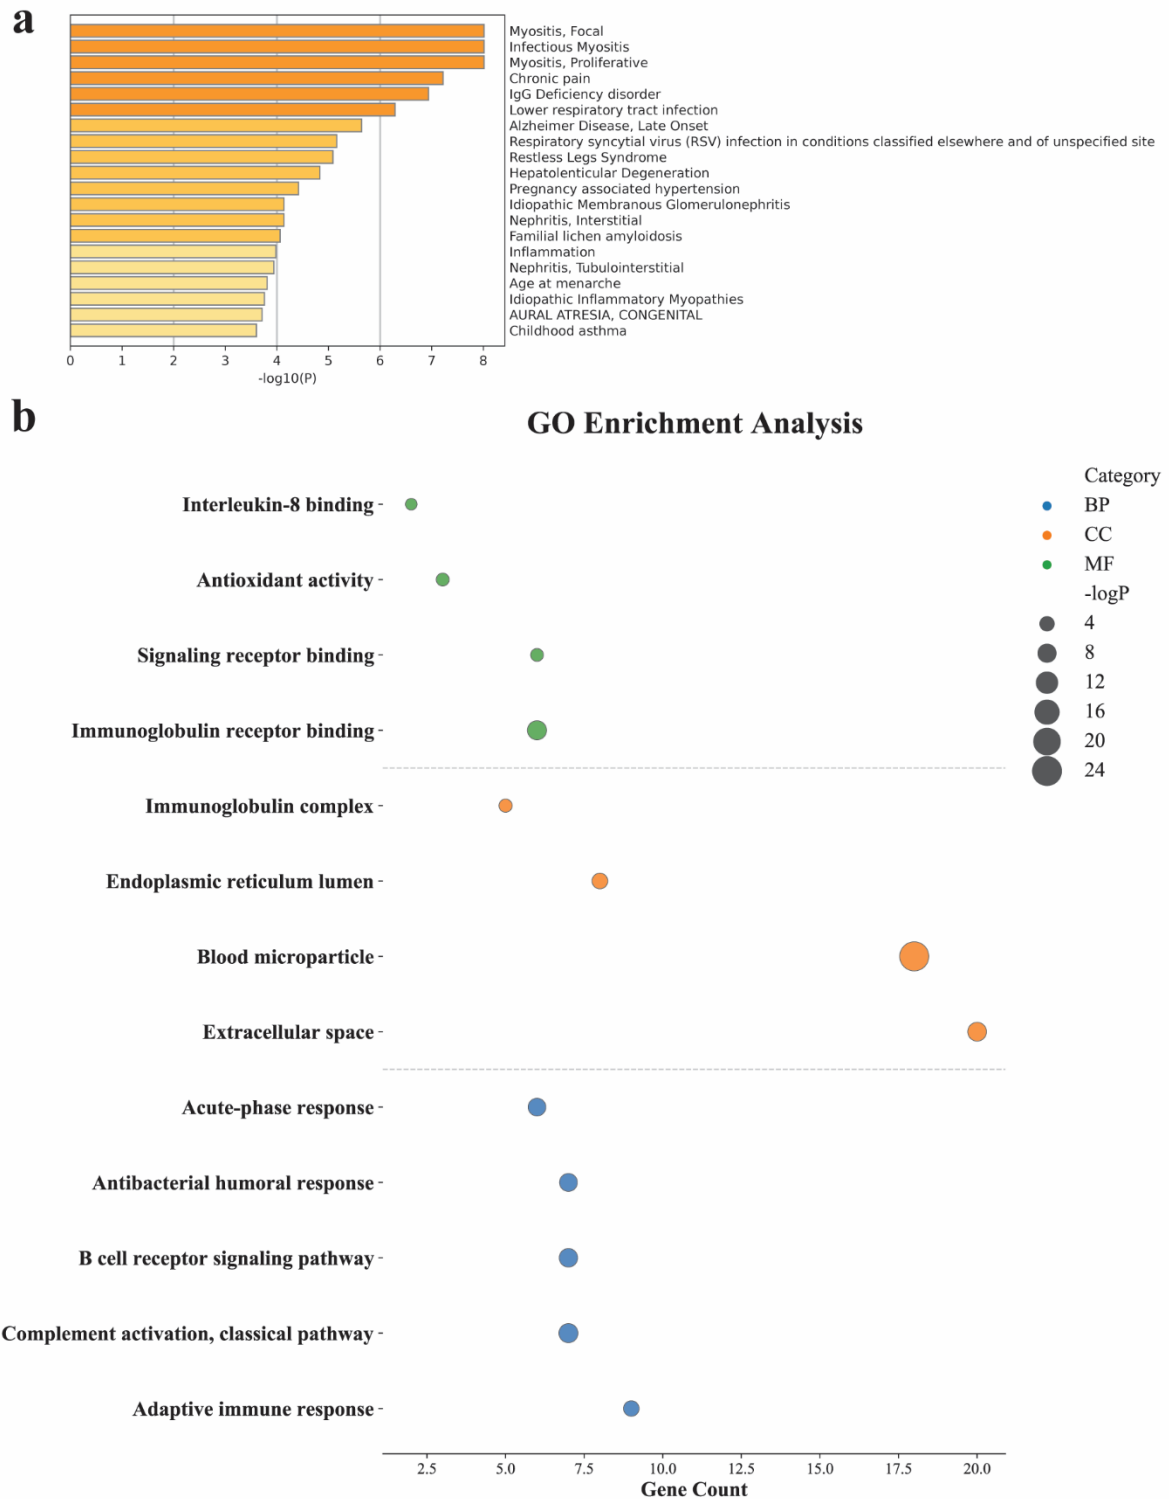 a
Myositis, Focal
Infectious Myositis
Myositis, Proliferative
Chronic pain
IgG Deficiency disorder
Lower respiratory tract infection
Alzheimer Disease, Late Onset
Respiratory syncytial virus (RSV) infection in conditions classified elsewhere and of unspecified site
Restless Legs Syndrome
Hepatolenticular Degeneration
Pregnancy associated hypertension
Idiopathic Membranous Glomerulonephritis
Nephritis, Interstitial
Familial lichen amyloidosis
Inflammation
Nephritis, Tubulointerstitial
Age at menarche
Idiopathic Inflammatory Myopathies
AURAL ATRESIA, CONGENITAL
Childhood asthma
0 1 2 3 4 5 6 7 8
-log10(P)
b
GO Enrichment Analysis
Interleukin-8 binding
Antioxidant activity
Signaling receptor binding
Immunoglobulin receptor binding
Immunoglobulin complex
Endoplasmic reticulum lumen
Blood microparticle
Extracellular space
Acute-phase response
Antibacterial humoral response
B cell receptor signaling pathway
Complement activation, classical pathway
Adaptive immune response
2.5 5.0 7.5 10.0 12.5 15.0 17.5 20.0
Gene Count
Category
BP
CC
MF
-logP
4
8
12
16
20
24